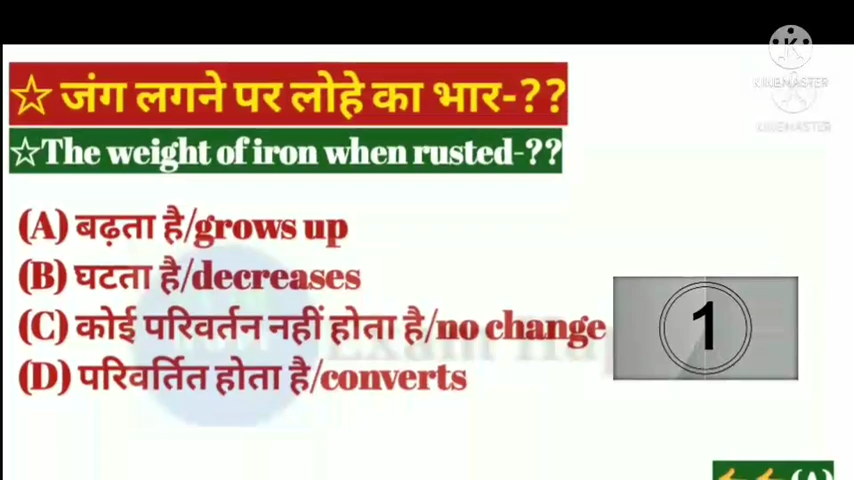 KINEMASTER
KINEMASTER
☆ जंग लगने पर लोहे का भार-??
☆The weight of iron when rusted-??
(A) बढ़ता है/grows up
(B) घटता है/decreases
(C) कोई परिवर्तन नहीं होता है/no change
(D) परिवर्तित होता है/converts
1
(A)